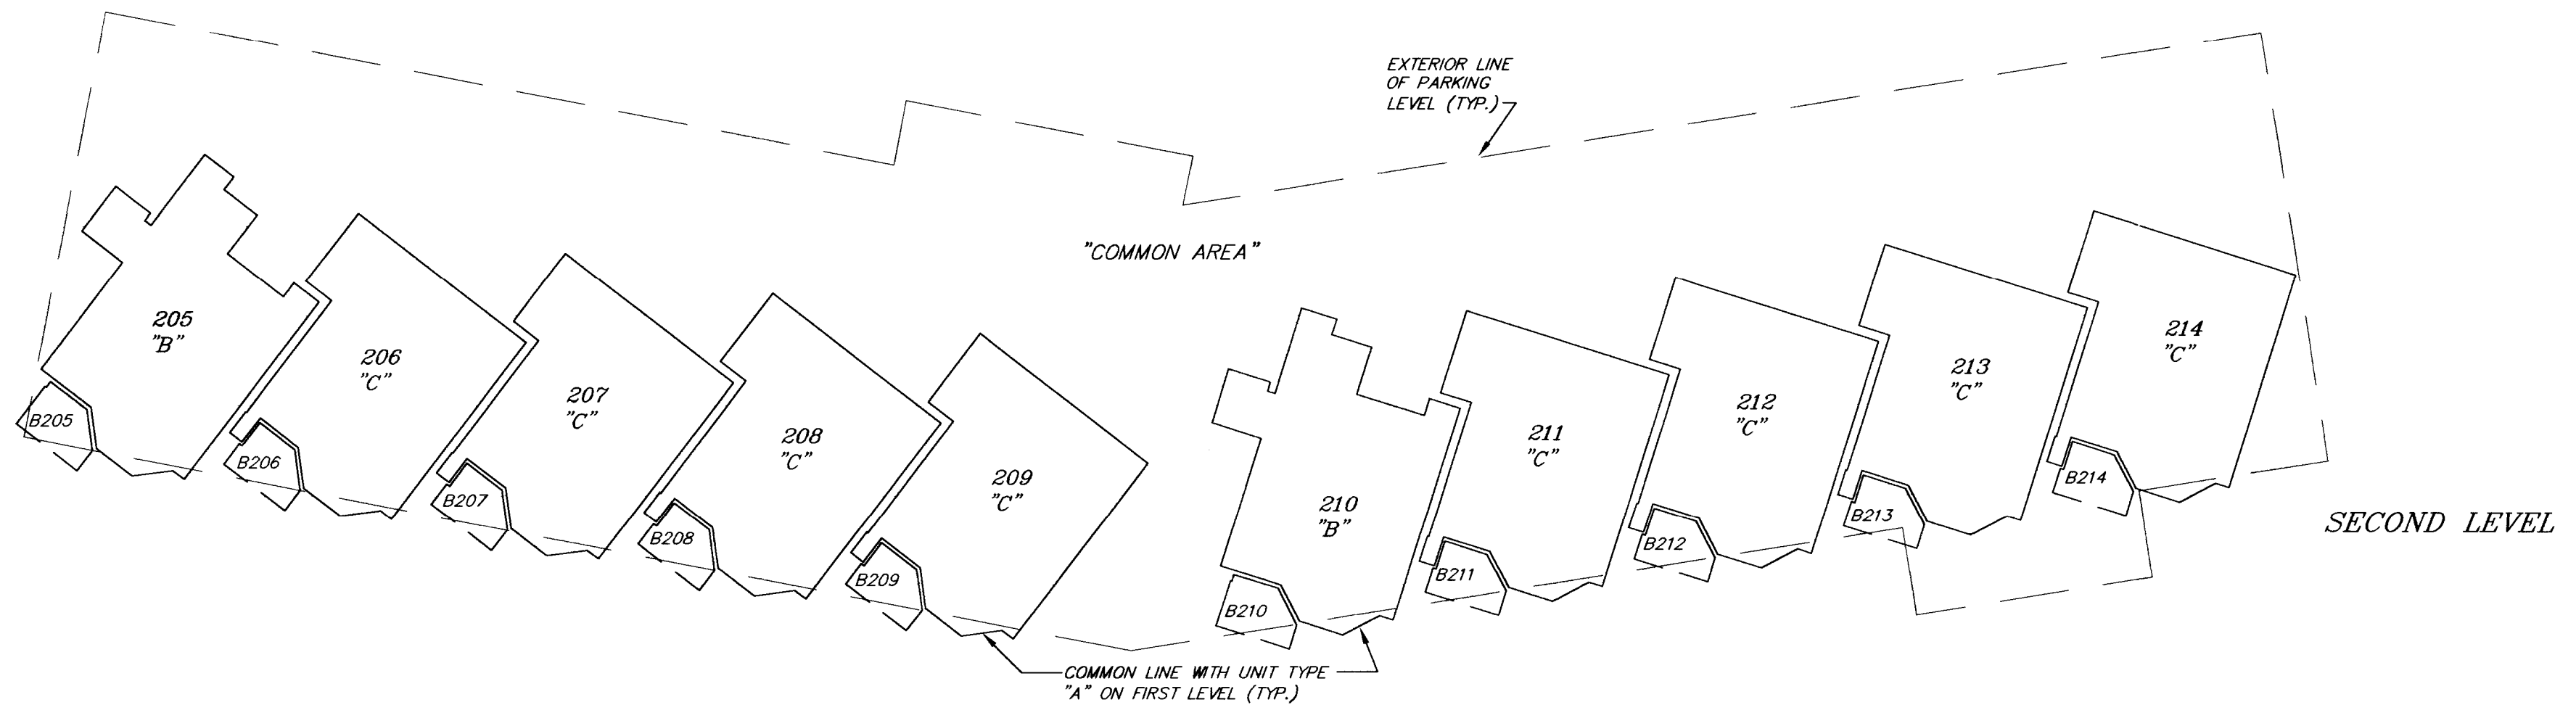 EXTERIOR LINE
OF PARKING
LEVEL (TYP.)
"COMMON AREA"
205
"B"
206
"C"
207
"C"
208
"C"
209
"C"
210
"B"
211
"C"
212
"C"
213
"C"
214
"C"
B205
B206
B207
B208
B209
B210
B211
B212
B213
B214
SECOND LEVEL
COMMON LINE WITH UNIT TYPE
"A" ON FIRST LEVEL (TYP.)